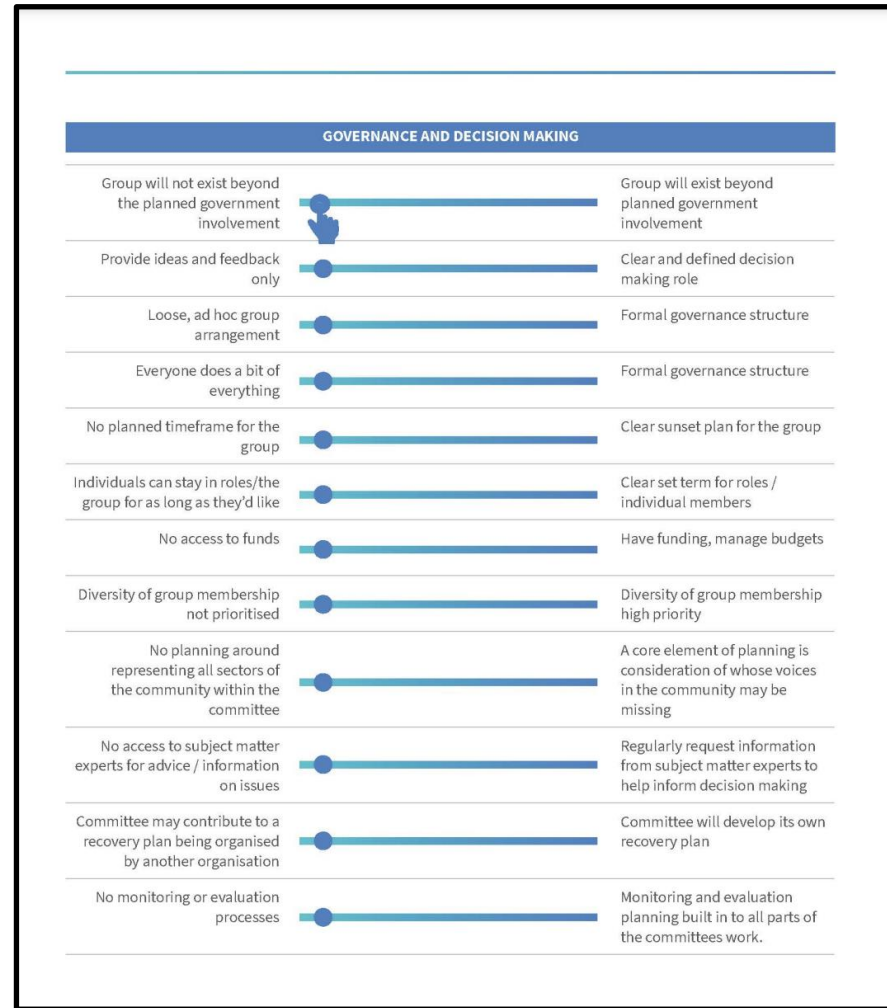 GOVERNANCE AND DECISION MAKING
Group will not exist beyond
the planned government
involvement
Group will exist beyond
planned government
involvement
Provide ideas and feedback
only
Clear and defined decision
making role
Loose, ad hoc group
arrangement
Formal governance structure
Everyone does a bit of
everything
Formal governance structure
No planned timeframe for the
group
Clear sunset plan for the group
Individuals can stay in roles/the
group for as long as they'd like
Clear set term for roles /
individual members
No access to funds
Have funding, manage budgets
Diversity of group membership
not prioritised
Diversity of group membership
high priority
No planning around
representing all sectors of
the community within the
committee
A core element of planning is
consideration of whose voices
in the community may be
missing
No access to subject matter
experts for advice / information
on issues
Regularly request information
from subject matter experts to
help inform decision making
Committee may contribute to a
recovery plan being organised
by another organisation
Committee will develop its own
recovery plan
No monitoring or evaluation
processes
Monitoring and evaluation
planning built in to all parts of
the committees work.